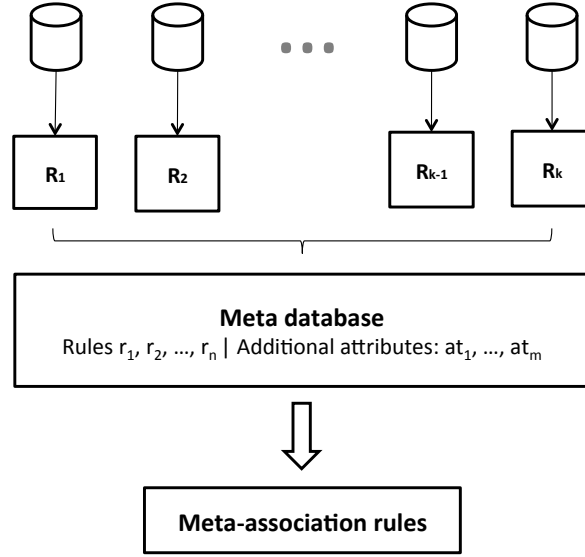 R₁ R₂ Rₖ₋₁ Rₖ
Meta database
Rules r₁, r₂, ..., rₙ | Additional attributes: at₁, ..., atₘ
Meta-association rules